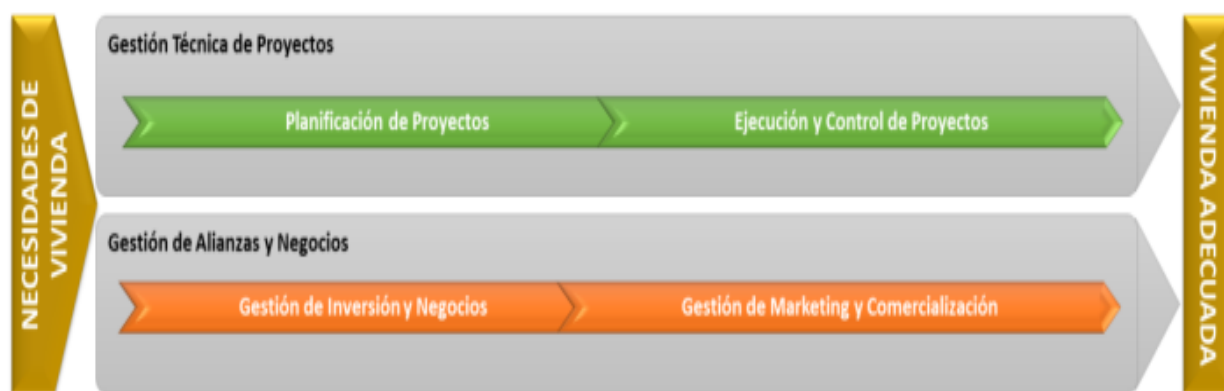 NECESIDADES DE
VIVIENDA
Gestión Técnica de Proyectos
Planificación de Proyectos
Ejecución y Control de Proyectos
Gestión de Alianzas y Negocios
Gestión de Inversión y Negocios
Gestión de Marketing y Comercialización
VIVIENDA ADECUADA